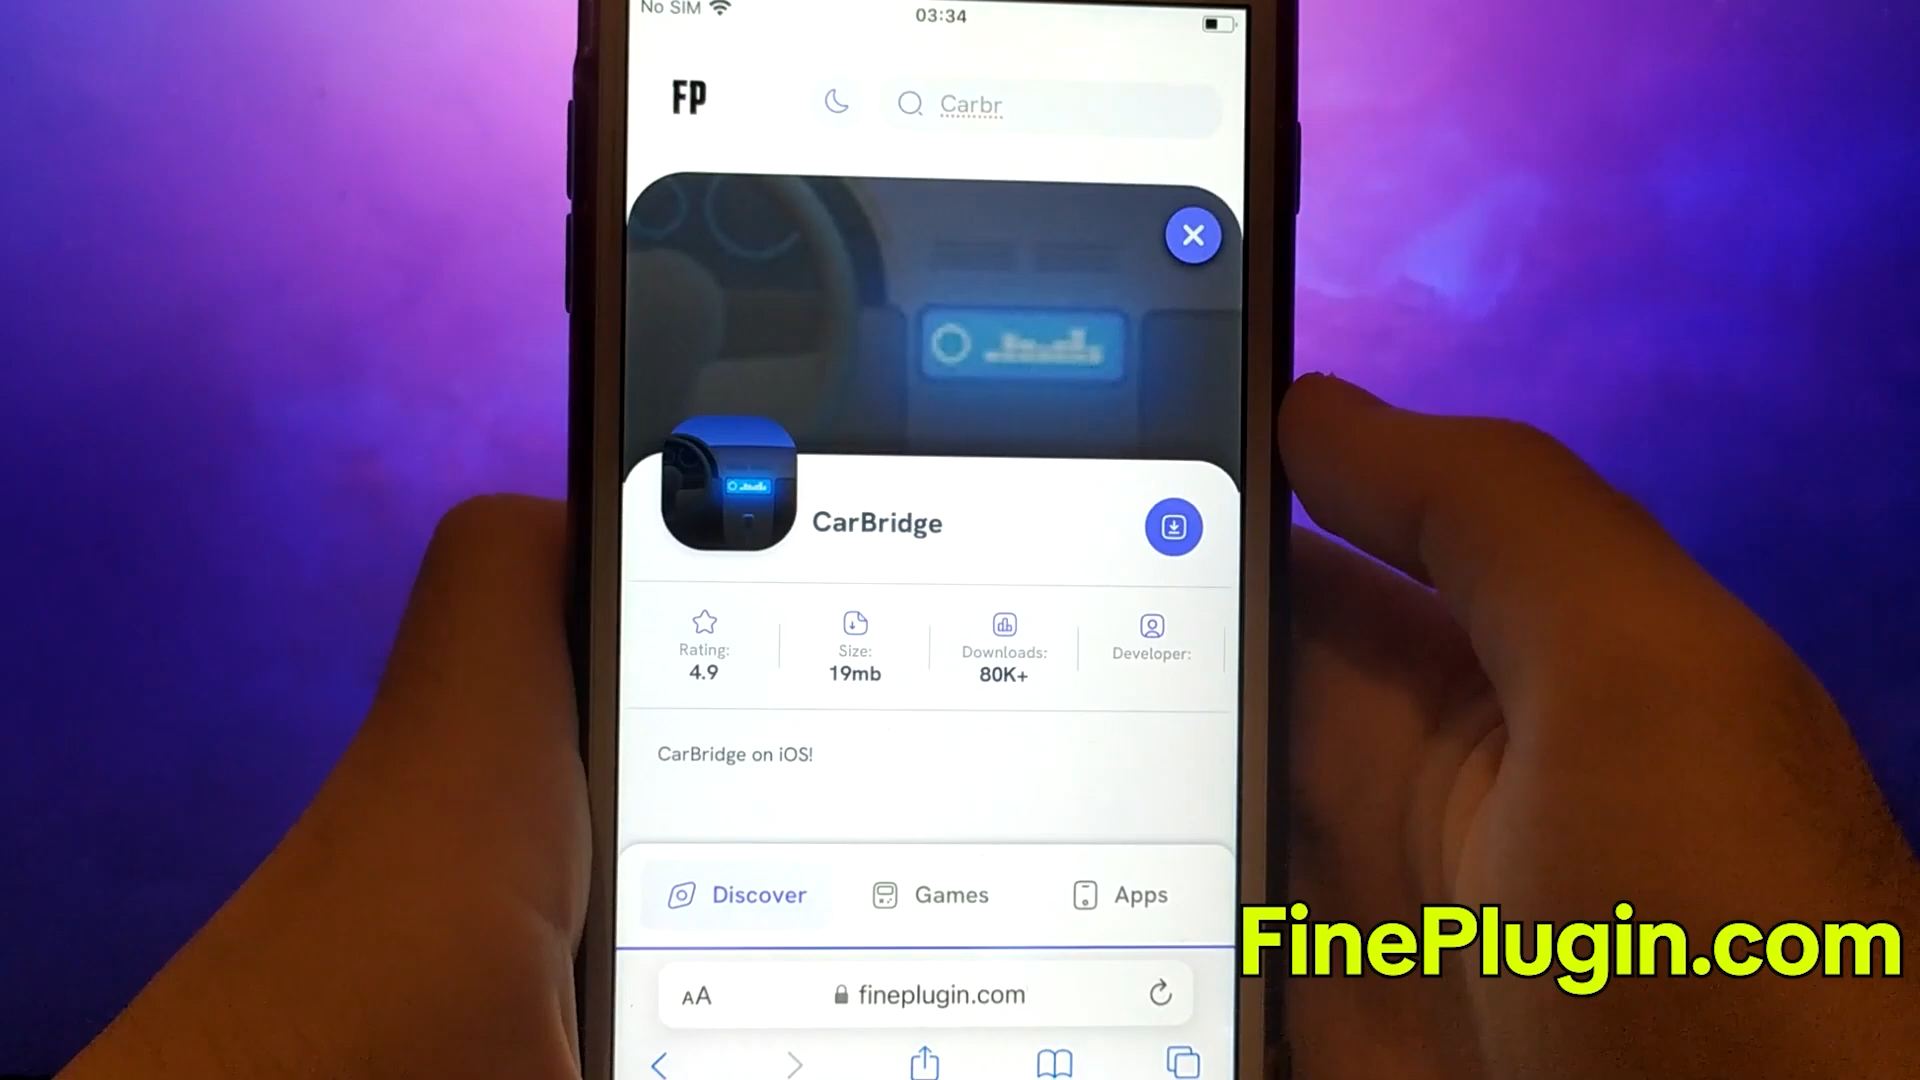 No SIM
03:34
FP
Carbr
CarBridge
Rating:
4.9
Size:
19mb
Downloads:
80K+
Developer:
CarBridge on iOS!
Discover
Games
Apps
FinePlugin.com
AA
fineplugin.com